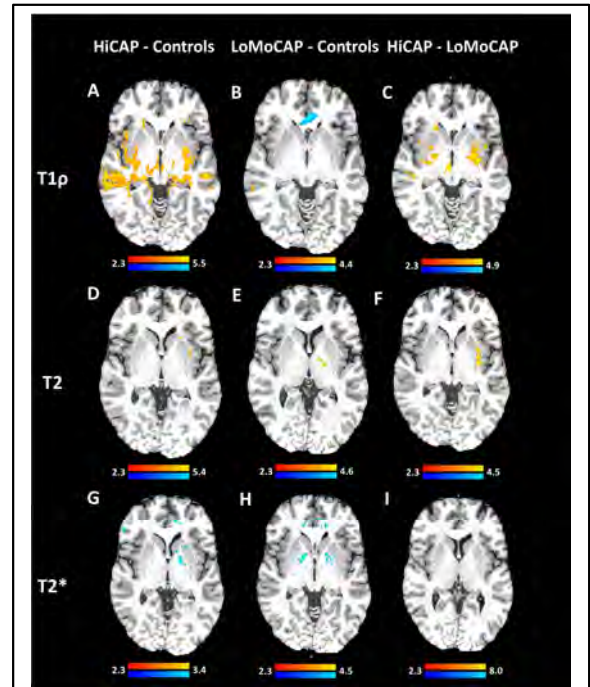 HiCAP - Controls LoMoCAP - Controls HiCAP - LoMoCAP
A B C
T1ρ
2.3 5.5 2.3 4.4 2.3 4.9
D E F
T2
2.3 5.4 2.3 4.6 2.3 4.5
G H I
T2*
2.3 3.4 2.3 4.5 2.3 8.0